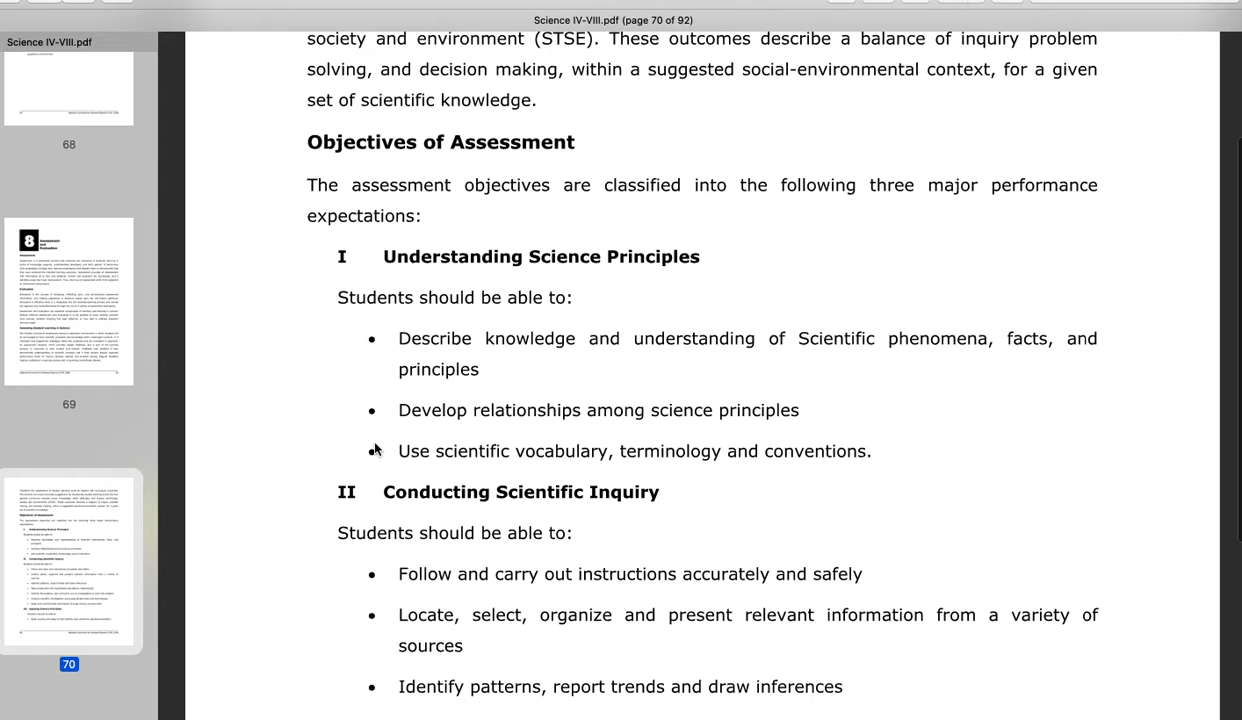 Science IV-VIII.pdf (page 70 of 92)
Science IV-VIII.pdf
68
8
Assessment
and
Evaluation
69
70
society and environment (STSE). These outcomes describe a balance of inquiry problem
solving, and decision making, within a suggested social-environmental context, for a given
set of scientific knowledge.
Objectives of Assessment
The assessment objectives are classified into the following three major performance
expectations:
I Understanding Science Principles
Students should be able to:
• Describe knowledge and understanding of Scientific phenomena, facts, and
principles
• Develop relationships among science principles
• Use scientific vocabulary, terminology and conventions.
II Conducting Scientific Inquiry
Students should be able to:
• Follow and carry out instructions accurately and safely
• Locate, select, organize and present relevant information from a variety of
sources
• Identify patterns, report trends and draw inferences